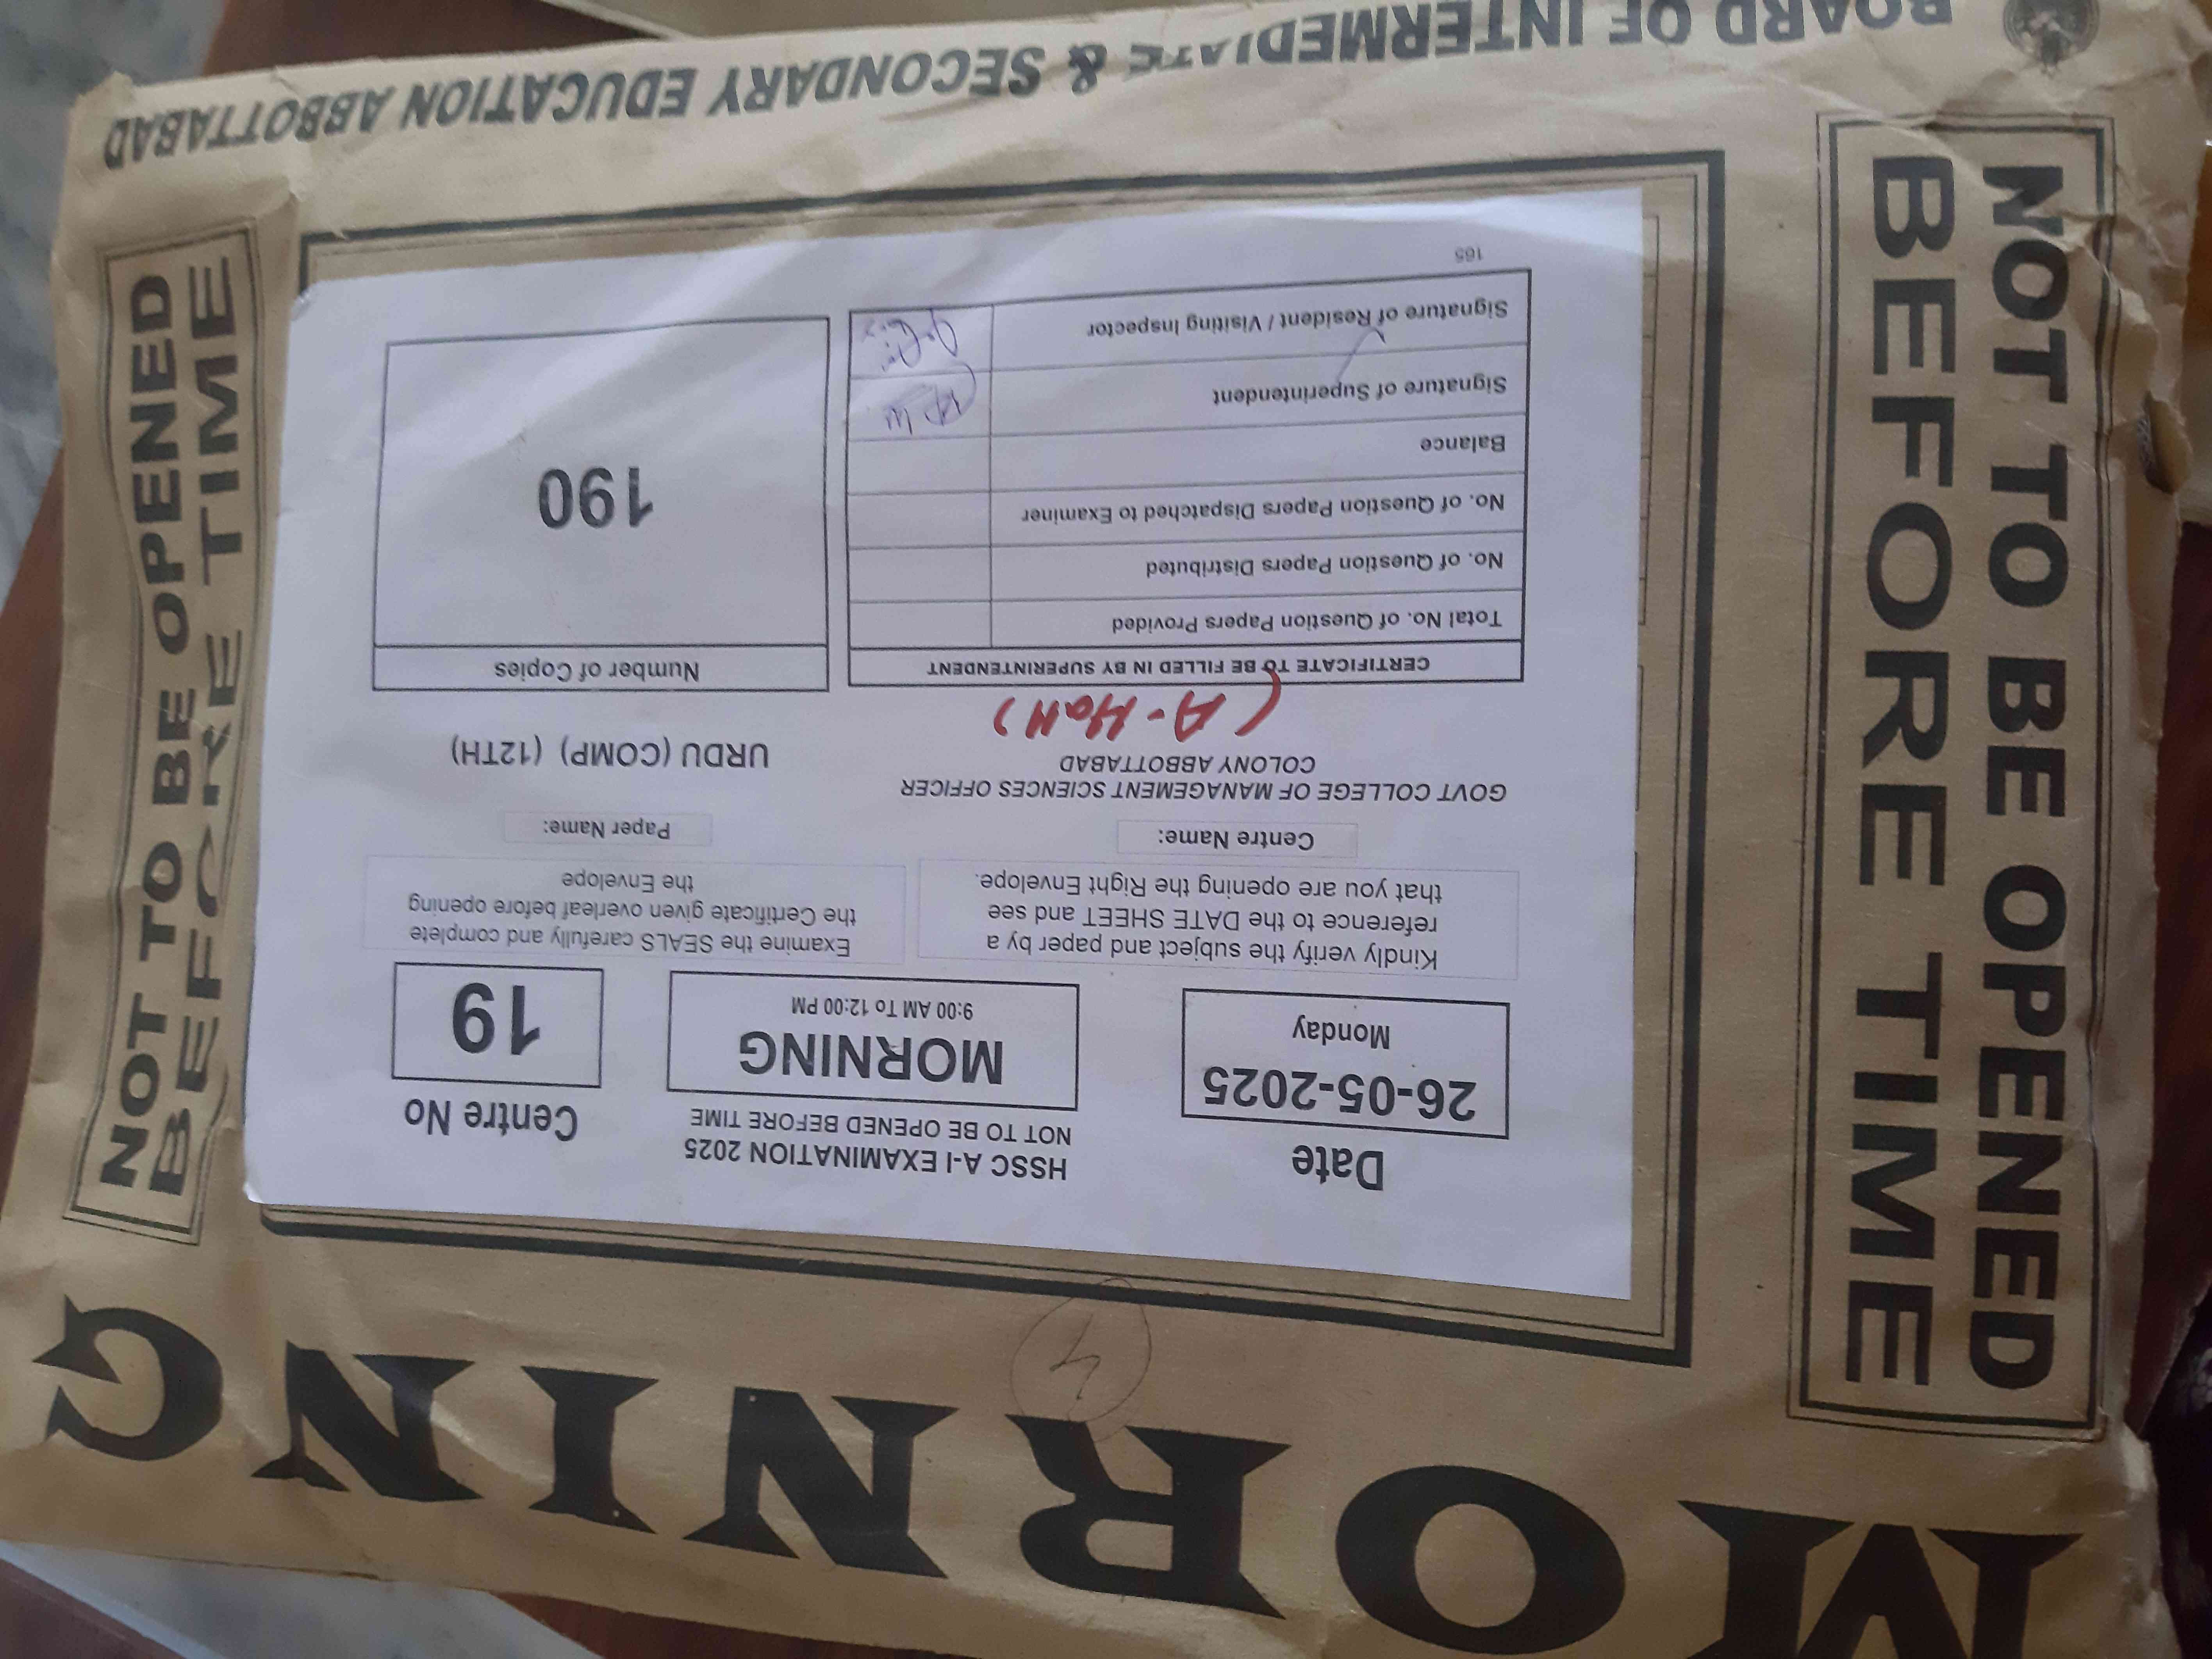 MORNING
NOT TO BE OPENED
BEFORE TIME
HSSC A-I EXAMINATION 2025
NOT TO BE OPENED BEFORE TIME
Date
26-05-2025
Monday
MORNING
9:00 AM To 12:00 PM
Centre No
19
Kindly verify the subject and paper by a
reference to the DATE SHEET and see
that you are opening the Right Envelope.
Examine the SEALS carefully and complete
the Certificate given overleaf before opening
the Envelope
Centre Name:
GOVT COLLEGE OF MANAGEMENT SCIENCES OFFICER
COLONY ABBOTTABAD
(A-Hall)
Paper Name:
URDU (COMP) (12TH)
CERTIFICATE TO BE FILLED IN BY SUPERINTENDENT
Total No. of Question Papers Provided
No. of Question Papers Distributed
No. of Question Papers Dispatched to Examiner
Balance
Signature of Superintendent
Signature of Resident / Visiting Inspector
165
Number of Copies
190
NOT TO BE OPENED
BEFORE TIME
BOARD OF INTERMEDIATE & SECONDARY EDUCATION ABBOTTABAD